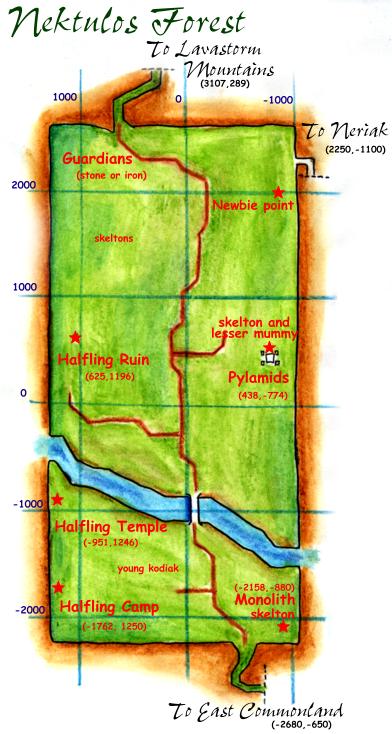 Nektulos Forest
To Lavastorm
Mountains
(3107,289)
1000
0
-1000
To Neriak
(2250,-1100)
Guardians
(stone or iron)
2000
Newbie point
skeltons
1000
skelton and
lesser mummy
Halfling Ruin
(625,1196)
Pylamids
(438,-774)
0
-1000
Halfling Temple
(-951,1246)
young kodiak
(-2158,-880)
Monolith
skelton
Halfling Camp
(-1762, 1250)
-2000
To East Commonland
(-2680,-650)